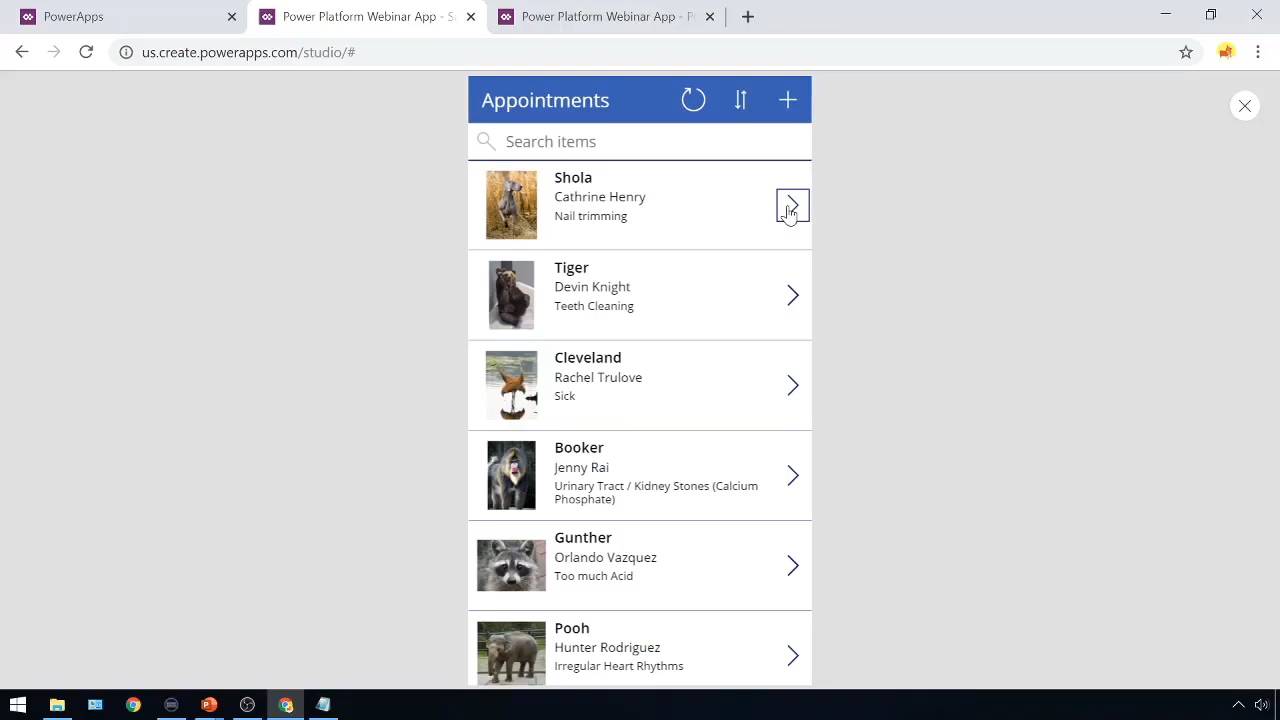 PowerApps
Power Platform Webinar App - S
Power Platform Webinar App - P
us.create.powerapps.com/studio/#
Appointments
Search items
Shola
Cathrine Henry
Nail trimming
Tiger
Devin Knight
Teeth Cleaning
Cleveland
Rachel Trulove
Sick
Booker
Jenny Rai
Urinary Tract / Kidney Stones (Calcium
Phosphate)
Gunther
Orlando Vazquez
Too much Acid
Pooh
Hunter Rodriguez
Irregular Heart Rhythms